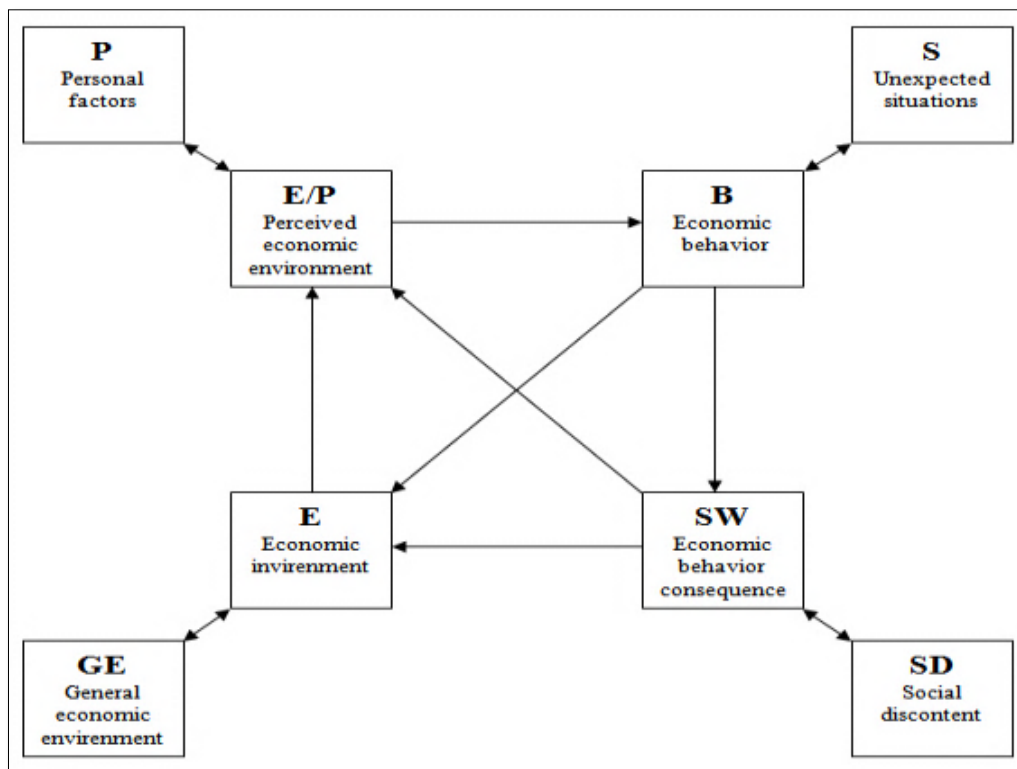 P
Personal
factors
S
Unexpected
situations
E/P
Perceived
economic
environment
B
Economic
behavior
E
Economic
invirenment
SW
Economic
behavior
consequence
GE
General
economic
envirenment
SD
Social
discontent